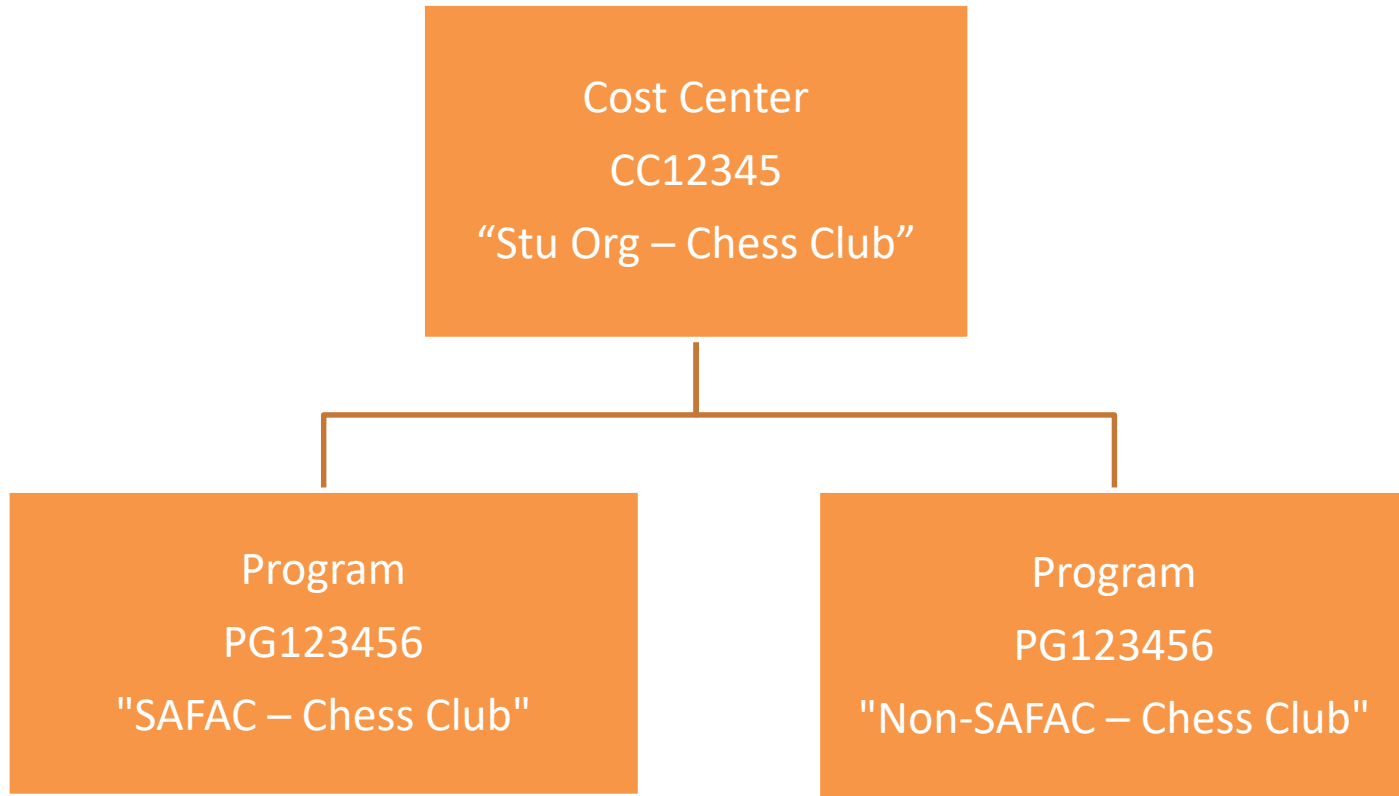 Cost Center
CC12345
“Stu Org – Chess Club”
Program
PG123456
"SAFAC – Chess Club"
Program
PG123456
"Non-SAFAC – Chess Club"